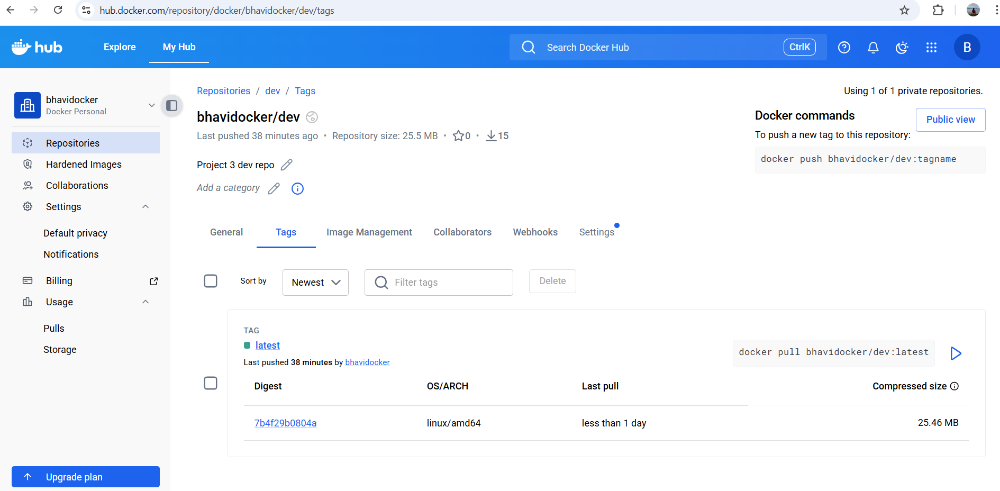 hub.docker.com/repository/docker/bhavidocker/dev/tags
hub
Explore
My Hub
Search Docker Hub
CtrlK
B
bhavidocker
Docker Personal
Repositories
Hardened Images
Collaborations
Settings
Default privacy
Notifications
Billing
Usage
Pulls
Storage
Upgrade plan
Repositories / dev / Tags
Using 1 of 1 private repositories.
bhavidocker/dev
Last pushed 38 minutes ago • Repository size: 25.5 MB • 0 • 15
Project 3 dev repo
Add a category
Docker commands
Public view
To push a new tag to this repository:
docker push bhavidocker/dev:tagname
General
Tags
Image Management
Collaborators
Webhooks
Settings
Sort by
Newest
Filter tags
Delete
TAG
latest
Last pushed 38 minutes by bhavidocker
docker pull bhavidocker/dev:latest
Digest OS/ARCH Last pull Compressed size
7b4f29b0804a linux/amd64 less than 1 day 25.46 MB